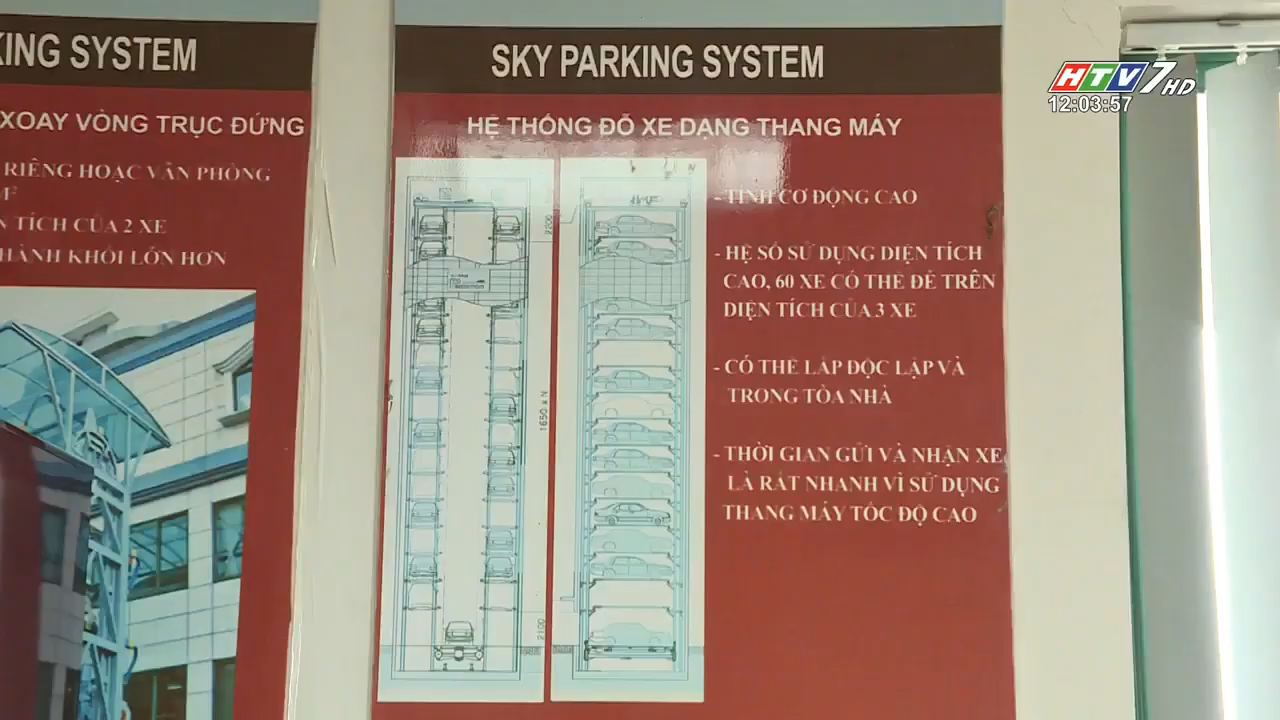 KING SYSTEM
XOAY VÒNG TRỤC ĐỨNG
RIÊNG HOẶC VĂN PHÒNG
M²
TÍCH CỦA 2 XE
HÀNH KHỐI LỚN HƠN
SKY PARKING SYSTEM
HỆ THỐNG ĐỖ XE DẠNG THANG MÁY
- TÍNH CƠ ĐỘNG CAO
- HỆ SỐ SỬ DỤNG DIỆN TÍCH
CAO, 60 XE CÓ THỂ ĐỂ TRÊN
DIỆN TÍCH CỦA 3 XE
- CÓ THỂ LẮP ĐỘC LẬP VÀ
TRONG TÒA NHÀ
- THỜI GIAN GỬI VÀ NHẬN XE
LÀ RẤT NHANH VÌ SỬ DỤNG
THANG MÁY TỐC ĐỘ CAO
2200
1650 x N
2100
HTV7 HD
12:03:57